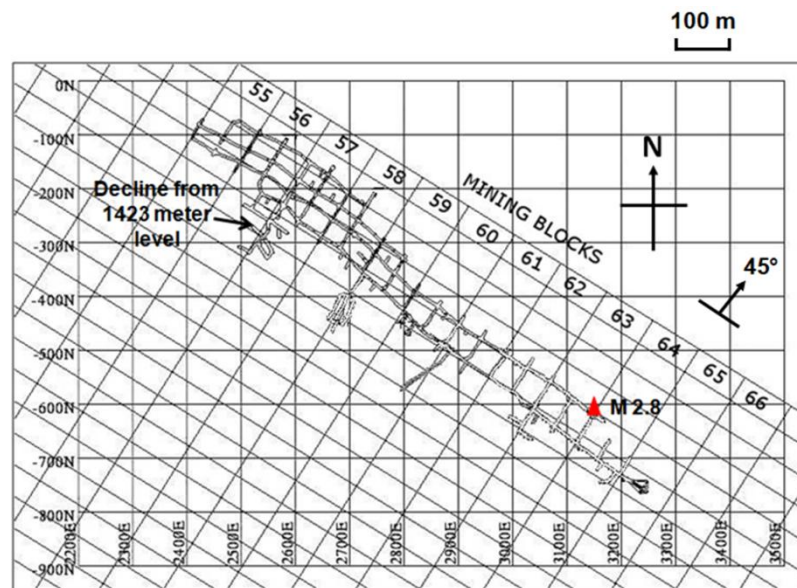 100 m
0N
-100N
-200N
-300N
-400N
-500N
-600N
-700N
-800N
-900N
55
56
57
58
59
60
61
62
63
64
65
66
MINING BLOCKS
N
45°
Decline from
1423 meter
level
M 2.8
2200E
2300E
2400E
2500E
2600E
2700E
2800E
2900E
3000E
3100E
3200E
3300E
3400E
3500E